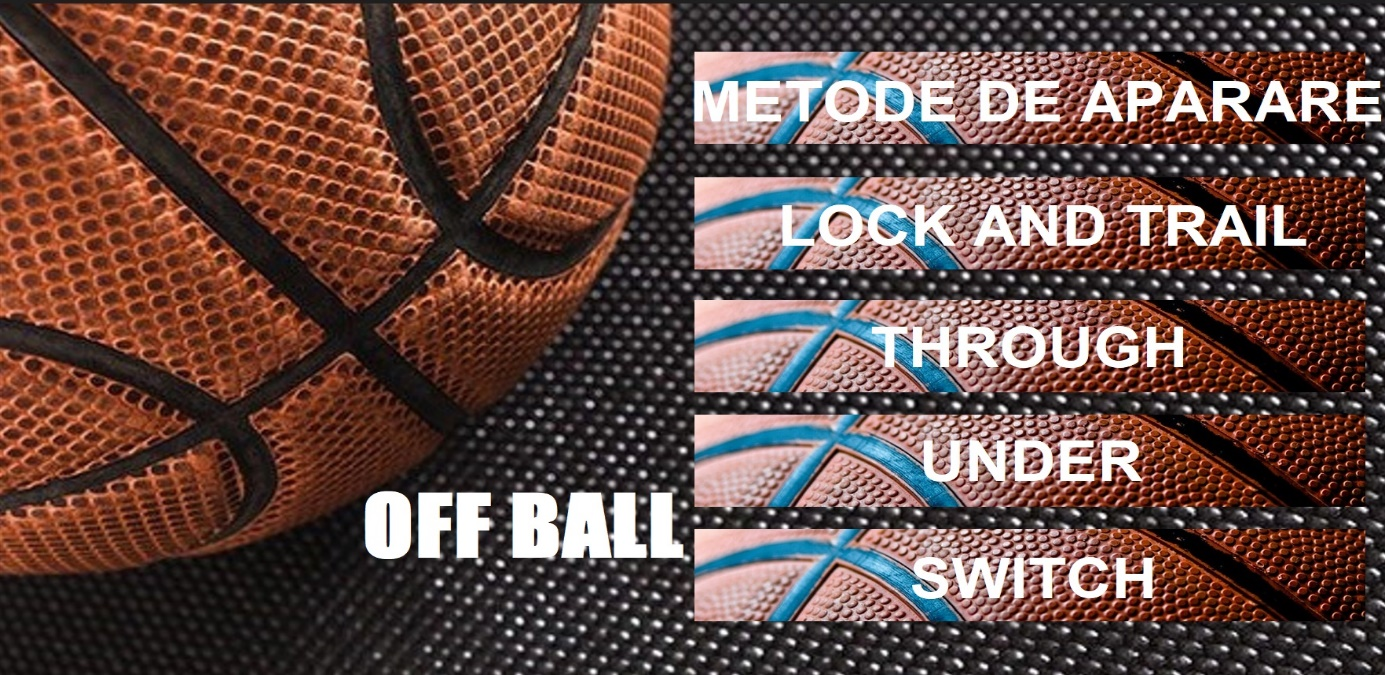 METODE DE APARARE
LOCK AND TRAIL
THROUGH
UNDER
OFF BALL
SWITCH